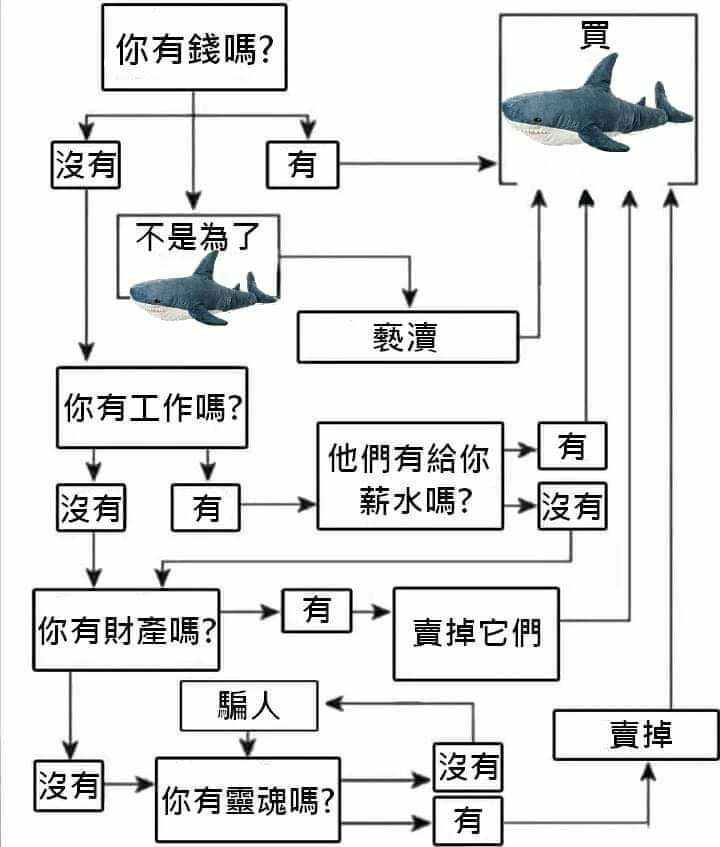 你有錢嗎?
買
沒有
有
不是為了
褻瀆
你有工作嗎?
他們有給你
薪水嗎?
有
沒有
有
沒有
你有財產嗎?
有
賣掉它們
騙人
賣掉
沒有
你有靈魂嗎?
沒有
有